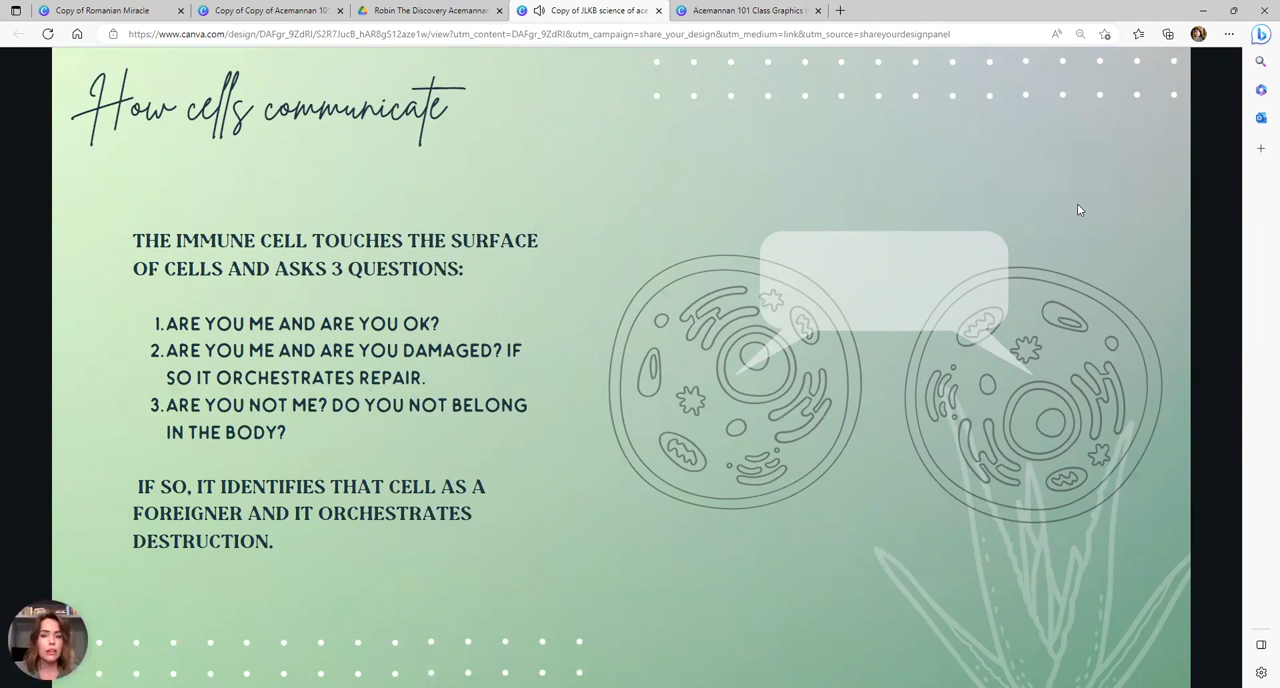 Copy of Romanian Miracle
Copy of Copy of Acemannan 101
Robin The Discovery Acemannan
Copy of JLKB science of ace
Acemannan 101 Class Graphics (
https://www.canva.com/design/DAFgr_9ZdRI/S2R7JucB_hAR8gS12aze1w/view?utm_content=DAFgr_9ZdRI&utm_campaign=share_your_design&utm_medium=link&utm_source=shareyourdesignpanel
How cells communicate
THE IMMUNE CELL TOUCHES THE SURFACE
OF CELLS AND ASKS 3 QUESTIONS:
1. ARE YOU ME AND ARE YOU OK?
2. ARE YOU ME AND ARE YOU DAMAGED? IF
SO IT ORCHESTRATES REPAIR.
3. ARE YOU NOT ME? DO YOU NOT BELONG
IN THE BODY?
IF SO, IT IDENTIFIES THAT CELL AS A
FOREIGNER AND IT ORCHESTRATES
DESTRUCTION.